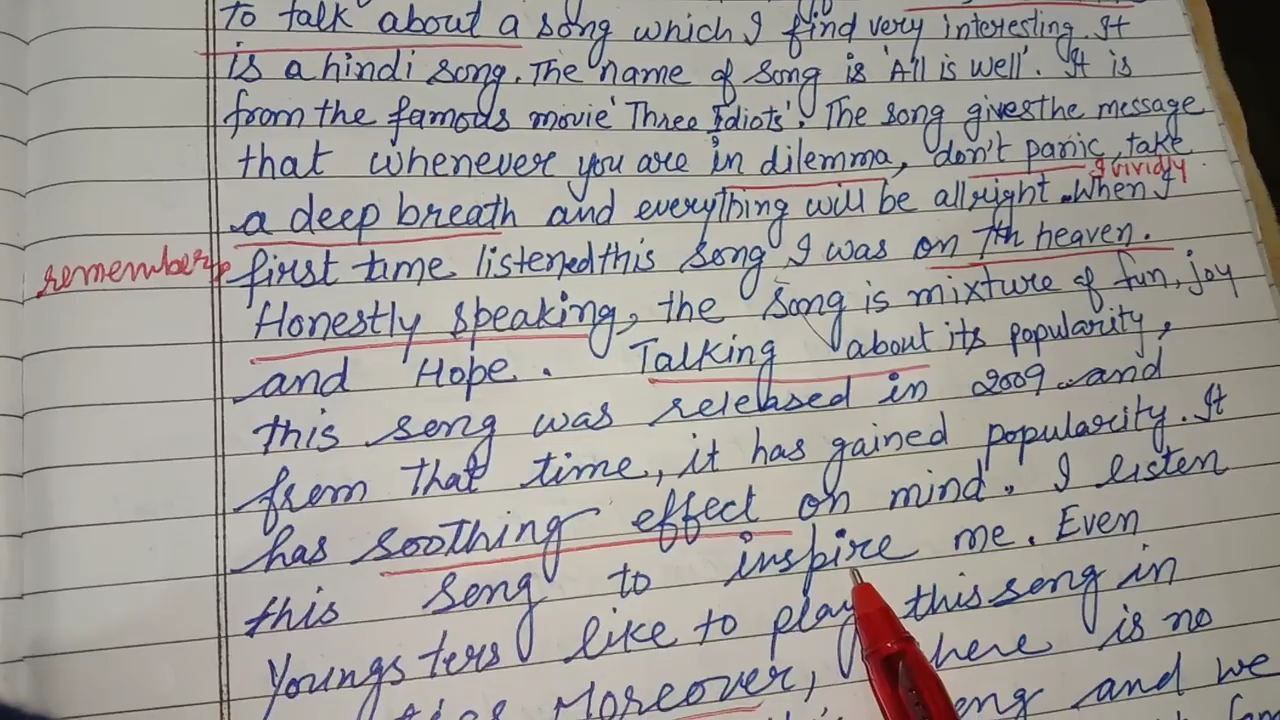 to talk about a song which I find very interesting. It
is a hindi song. The name of song is 'All is well'. It is
from the famous movie 'Three Idiots'. The song gives the message
that whenever you are in dilemma, don't panic, take
I vividly
a deep breath and everything will be allright. When I
remember
first time listened this song I was on 7th heaven.
Honestly speaking, the song is mixture of fun, joy
and Hope. Talking about its popularity,
this song was released in 2009 and
from that time, it has gained popularity. It
has soothing effect on mind. I listen
this song to inspire me. Even
Youngsters like to play this song in
Moreover, there is no
song and we